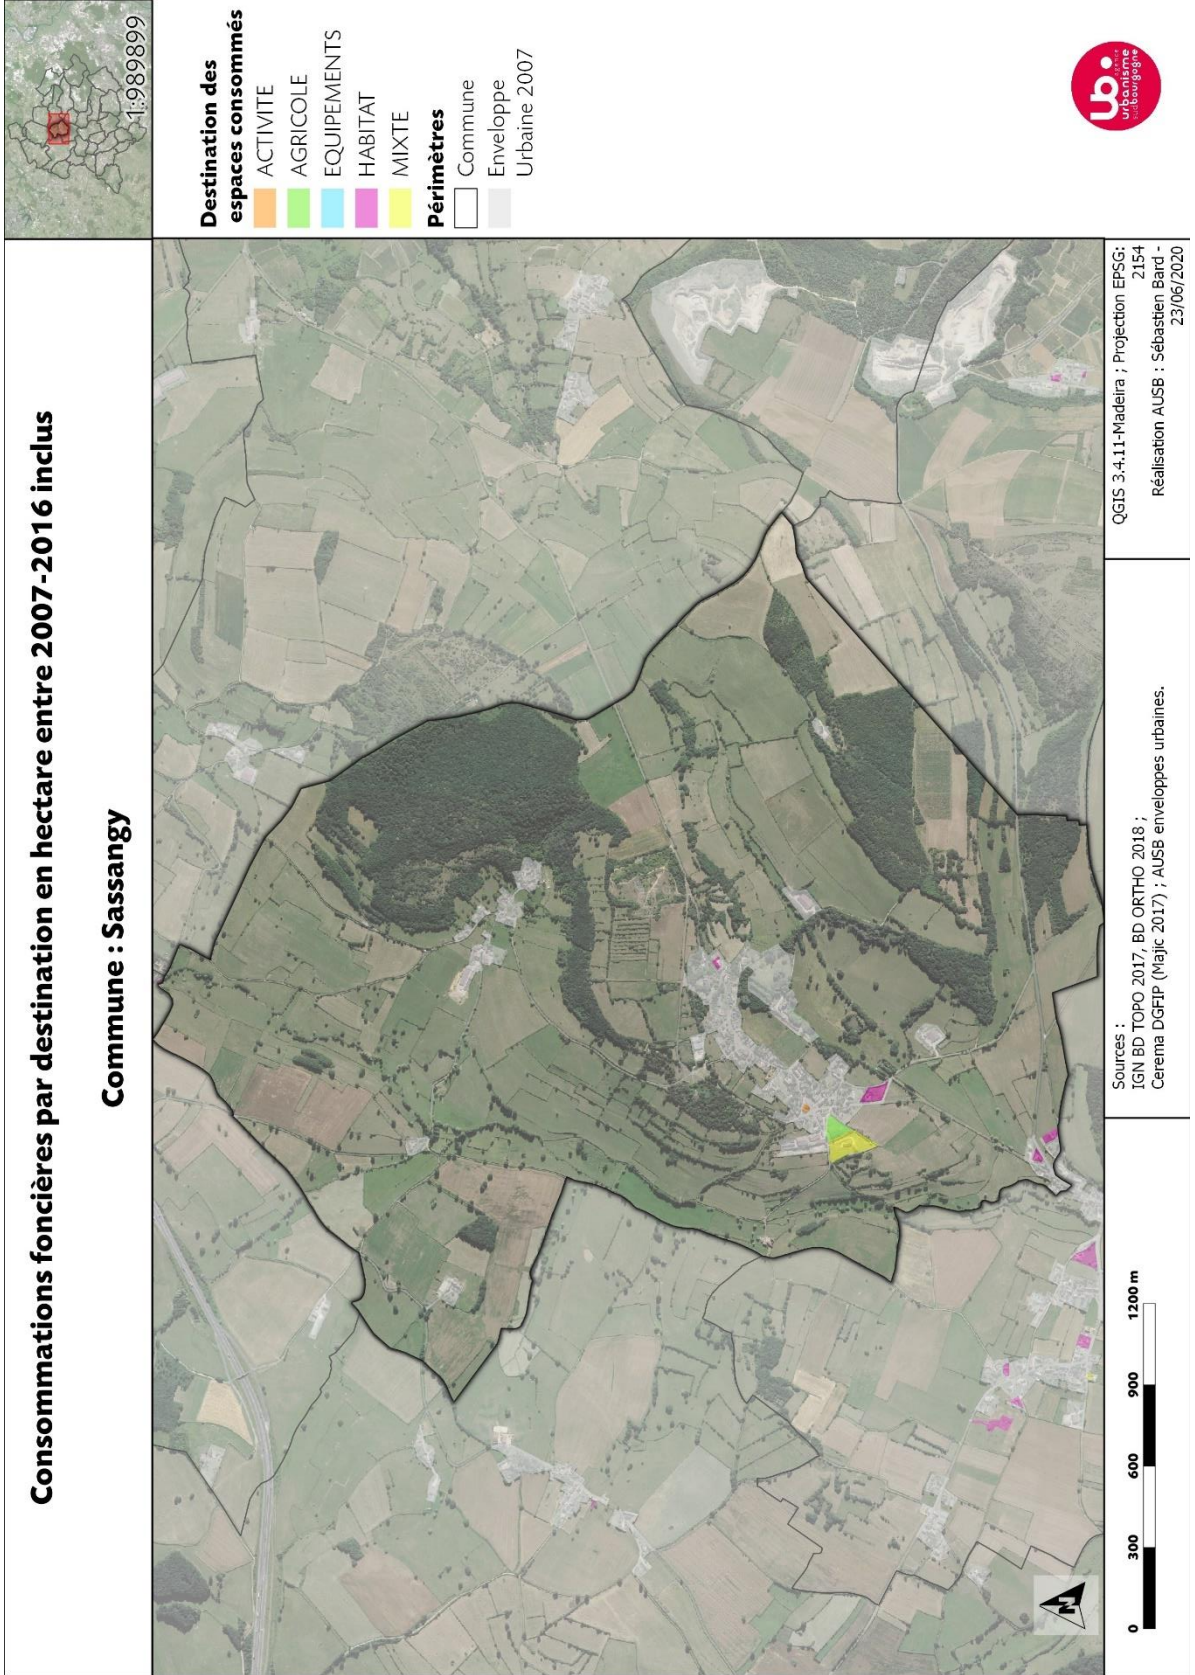 Consommations foncières par destination en hectare entre 2007-2016 inclus
Commune : Sassangy
1:989899
Destination des
espaces consommés
ACTIVITE
AGRICOLE
EQUIPEMENTS
HABITAT
MIXTE
Périmètres
Commune
Enveloppe
Urbaine 2007
ub.
agence
urbanisme
sudbourgogne
N
0 300 600 900 1200 m
Sources :
IGN BD TOPO 2017, BD ORTHO 2018 ;
Cerema DGFIP (Majic 2017) ; AUSB enveloppes urbaines.
QGIS 3.4.11-Madeira ; Projection EPSG:
2154
Réalisation AUSB : Sébastien Bard -
23/06/2020